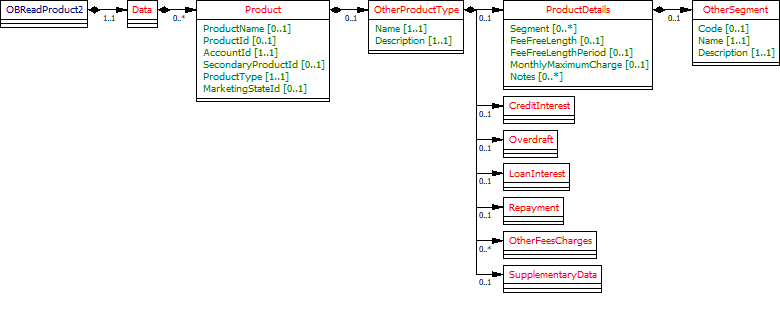 OBReadProduct2
1..1
Data
0..*
Product
ProductName [0..1]
ProductId [0..1]
AccountId [1..1]
SecondaryProductId [0..1]
ProductType [1..1]
MarketingStateId [0..1]
0..1
OtherProductType
Name [1..1]
Description [1..1]
0..1
ProductDetails
Segment [0..*]
FeeFreeLength [0..1]
FeeFreeLengthPeriod [0..1]
MonthlyMaximumCharge [0..1]
Notes [0..*]
0..1
OtherSegment
Code [0..1]
Name [1..1]
Description [1..1]
CreditInterest
0..1
Overdraft
0..1
LoanInterest
0..1
Repayment
0..1
OtherFeesCharges
0..*
SupplementaryData
0..1